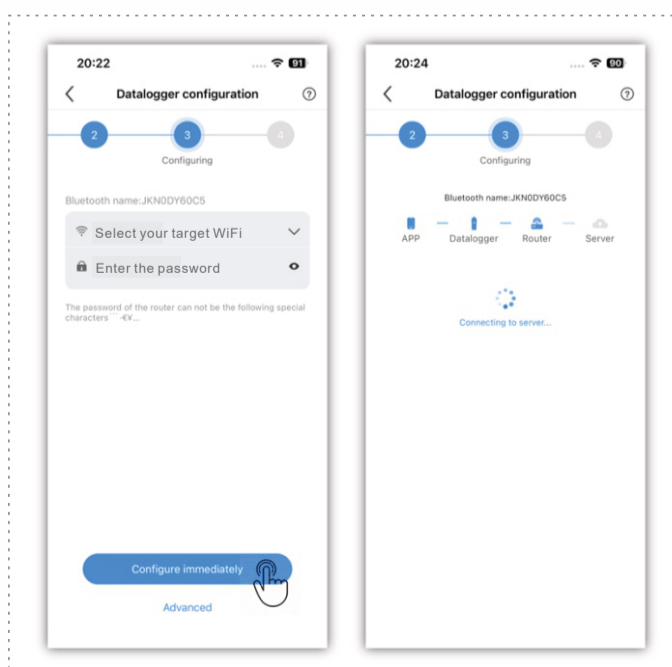 20:22
91
Datalogger configuration
?
2
3
4
Configuring
Bluetooth name:JKN0DY60C5
Select your target WiFi
Enter the password
The password of the router can not be the following special
characters ```-€¥...
Configure immediately
Advanced
20:24
90
Datalogger configuration
?
2
3
4
Configuring
Bluetooth name:JKN0DY60C5
APP
Datalogger
Router
Server
Connecting to server...